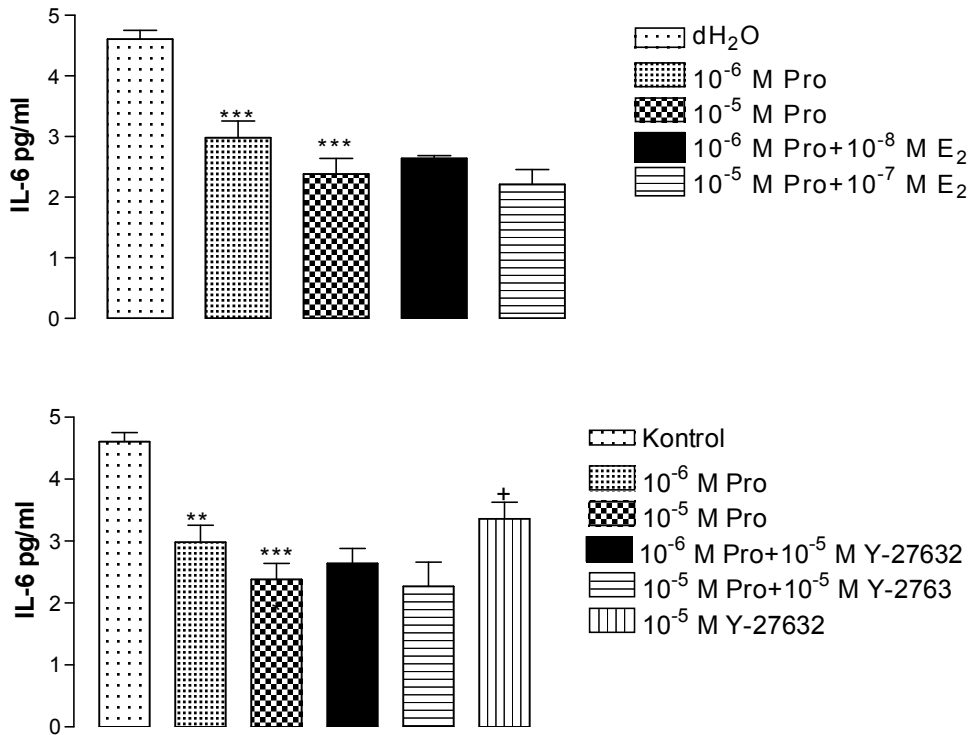 5
4
3
2
1
0
IL-6 pg/ml
***
***
dH₂O
10⁻⁶ M Pro
10⁻⁵ M Pro
10⁻⁶ M Pro+10⁻⁸ M E₂
10⁻⁵ M Pro+10⁻⁷ M E₂
5
4
3
2
1
0
IL-6 pg/ml
**
***
+
Kontrol
10⁻⁶ M Pro
10⁻⁵ M Pro
10⁻⁶ M Pro+10⁻⁵ M Y-27632
10⁻⁵ M Pro+10⁻⁵ M Y-2763
10⁻⁵ M Y-27632